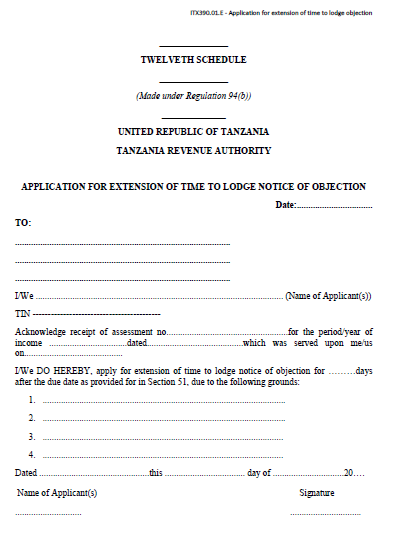 ITX390.01.E - Application for extension of time to lodge objection
TWELVETH SCHEDULE
(Made under Regulation 94(b))
UNITED REPUBLIC OF TANZANIA
TANZANIA REVENUE AUTHORITY
APPLICATION FOR EXTENSION OF TIME TO LODGE NOTICE OF OBJECTION
Date:.................................
TO:
................................................................................................
................................................................................................
................................................................................................
I/We ............................................................................................................. (Name of Applicant(s))
TIN -------------------------------------------
Acknowledge receipt of assessment no......................................................for the period/year of
income ..................................dated..........................................which was served upon me/us
on...........................................
I/We DO HEREBY, apply for extension of time to lodge notice of objection for ………days
after the due date as provided for in Section 51, due to the following grounds:
1. .............................................................................................................
2. .............................................................................................................
3. .............................................................................................................
4. .............................................................................................................
Dated ................................................this ................................... day of ...............................20….
Name of Applicant(s) Signature
.............................. ...............................